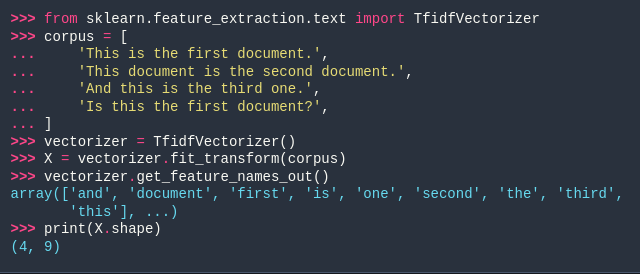 >>> from sklearn.feature_extraction.text import TfidfVectorizer
>>> corpus = [
...     'This is the first document.',
...     'This document is the second document.',
...     'And this is the third one.',
...     'Is this the first document?',
... ]
>>> vectorizer = TfidfVectorizer()
>>> X = vectorizer.fit_transform(corpus)
>>> vectorizer.get_feature_names_out()
array(['and', 'document', 'first', 'is', 'one', 'second', 'the', 'third',
       'this'], ...)
>>> print(X.shape)
(4, 9)